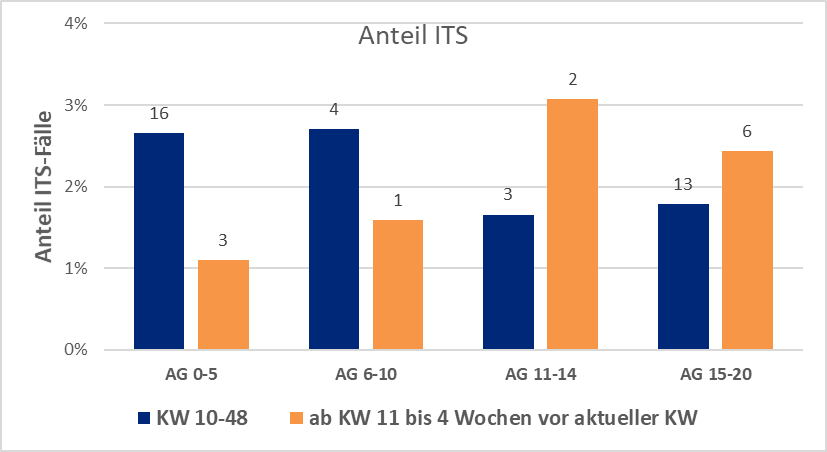 Anteil ITS
4%
3%
2%
1%
0%
Anteil ITS-Fälle
16
3
4
1
3
2
13
6
AG 0-5
AG 6-10
AG 11-14
AG 15-20
KW 10-48
ab KW 11 bis 4 Wochen vor aktueller KW